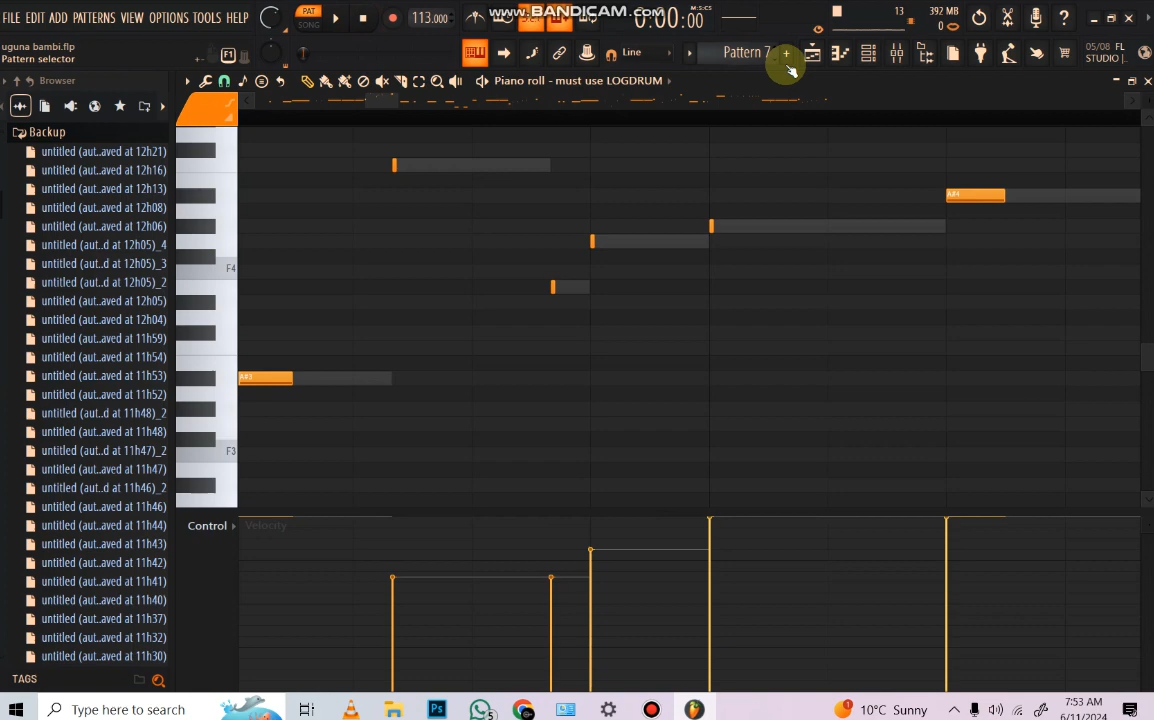 FILE EDIT ADD PATTERNS VIEW OPTIONS TOOLS HELP
PAT
SONG
113.000
www.BANDICAM.com
0:00:00
M:S:CS
13
392 MB
0
uguna bambi.flp
Pattern selector
F1
Line
Pattern 7
05/08 FL
STUDIO |
Browser
Piano roll - must use LOGDRUM
Backup
untitled (aut..aved at 12h21)
untitled (aut..aved at 12h16)
untitled (aut..aved at 12h13)
untitled (aut..aved at 12h08)
untitled (aut..aved at 12h06)
untitled (aut..d at 12h05)_4
untitled (aut..d at 12h05)_3
untitled (aut..d at 12h05)_2
untitled (aut..aved at 12h05)
untitled (aut..aved at 12h04)
untitled (aut..aved at 11h59)
untitled (aut..aved at 11h54)
untitled (aut..aved at 11h53)
untitled (aut..aved at 11h52)
untitled (aut..d at 11h48)_2
untitled (aut..aved at 11h48)
untitled (aut..d at 11h47)_2
untitled (aut..aved at 11h47)
untitled (aut..d at 11h46)_2
untitled (aut..aved at 11h46)
untitled (aut..aved at 11h44)
untitled (aut..aved at 11h43)
untitled (aut..aved at 11h42)
untitled (aut..aved at 11h41)
untitled (aut..aved at 11h40)
untitled (aut..aved at 11h37)
untitled (aut..aved at 11h32)
untitled (aut..aved at 11h30)
TAGS
A#4
F4
A#3
F3
Control
Velocity
Type here to search
Ps
5
1
10°C Sunny
7:53 AM
6/11/2024